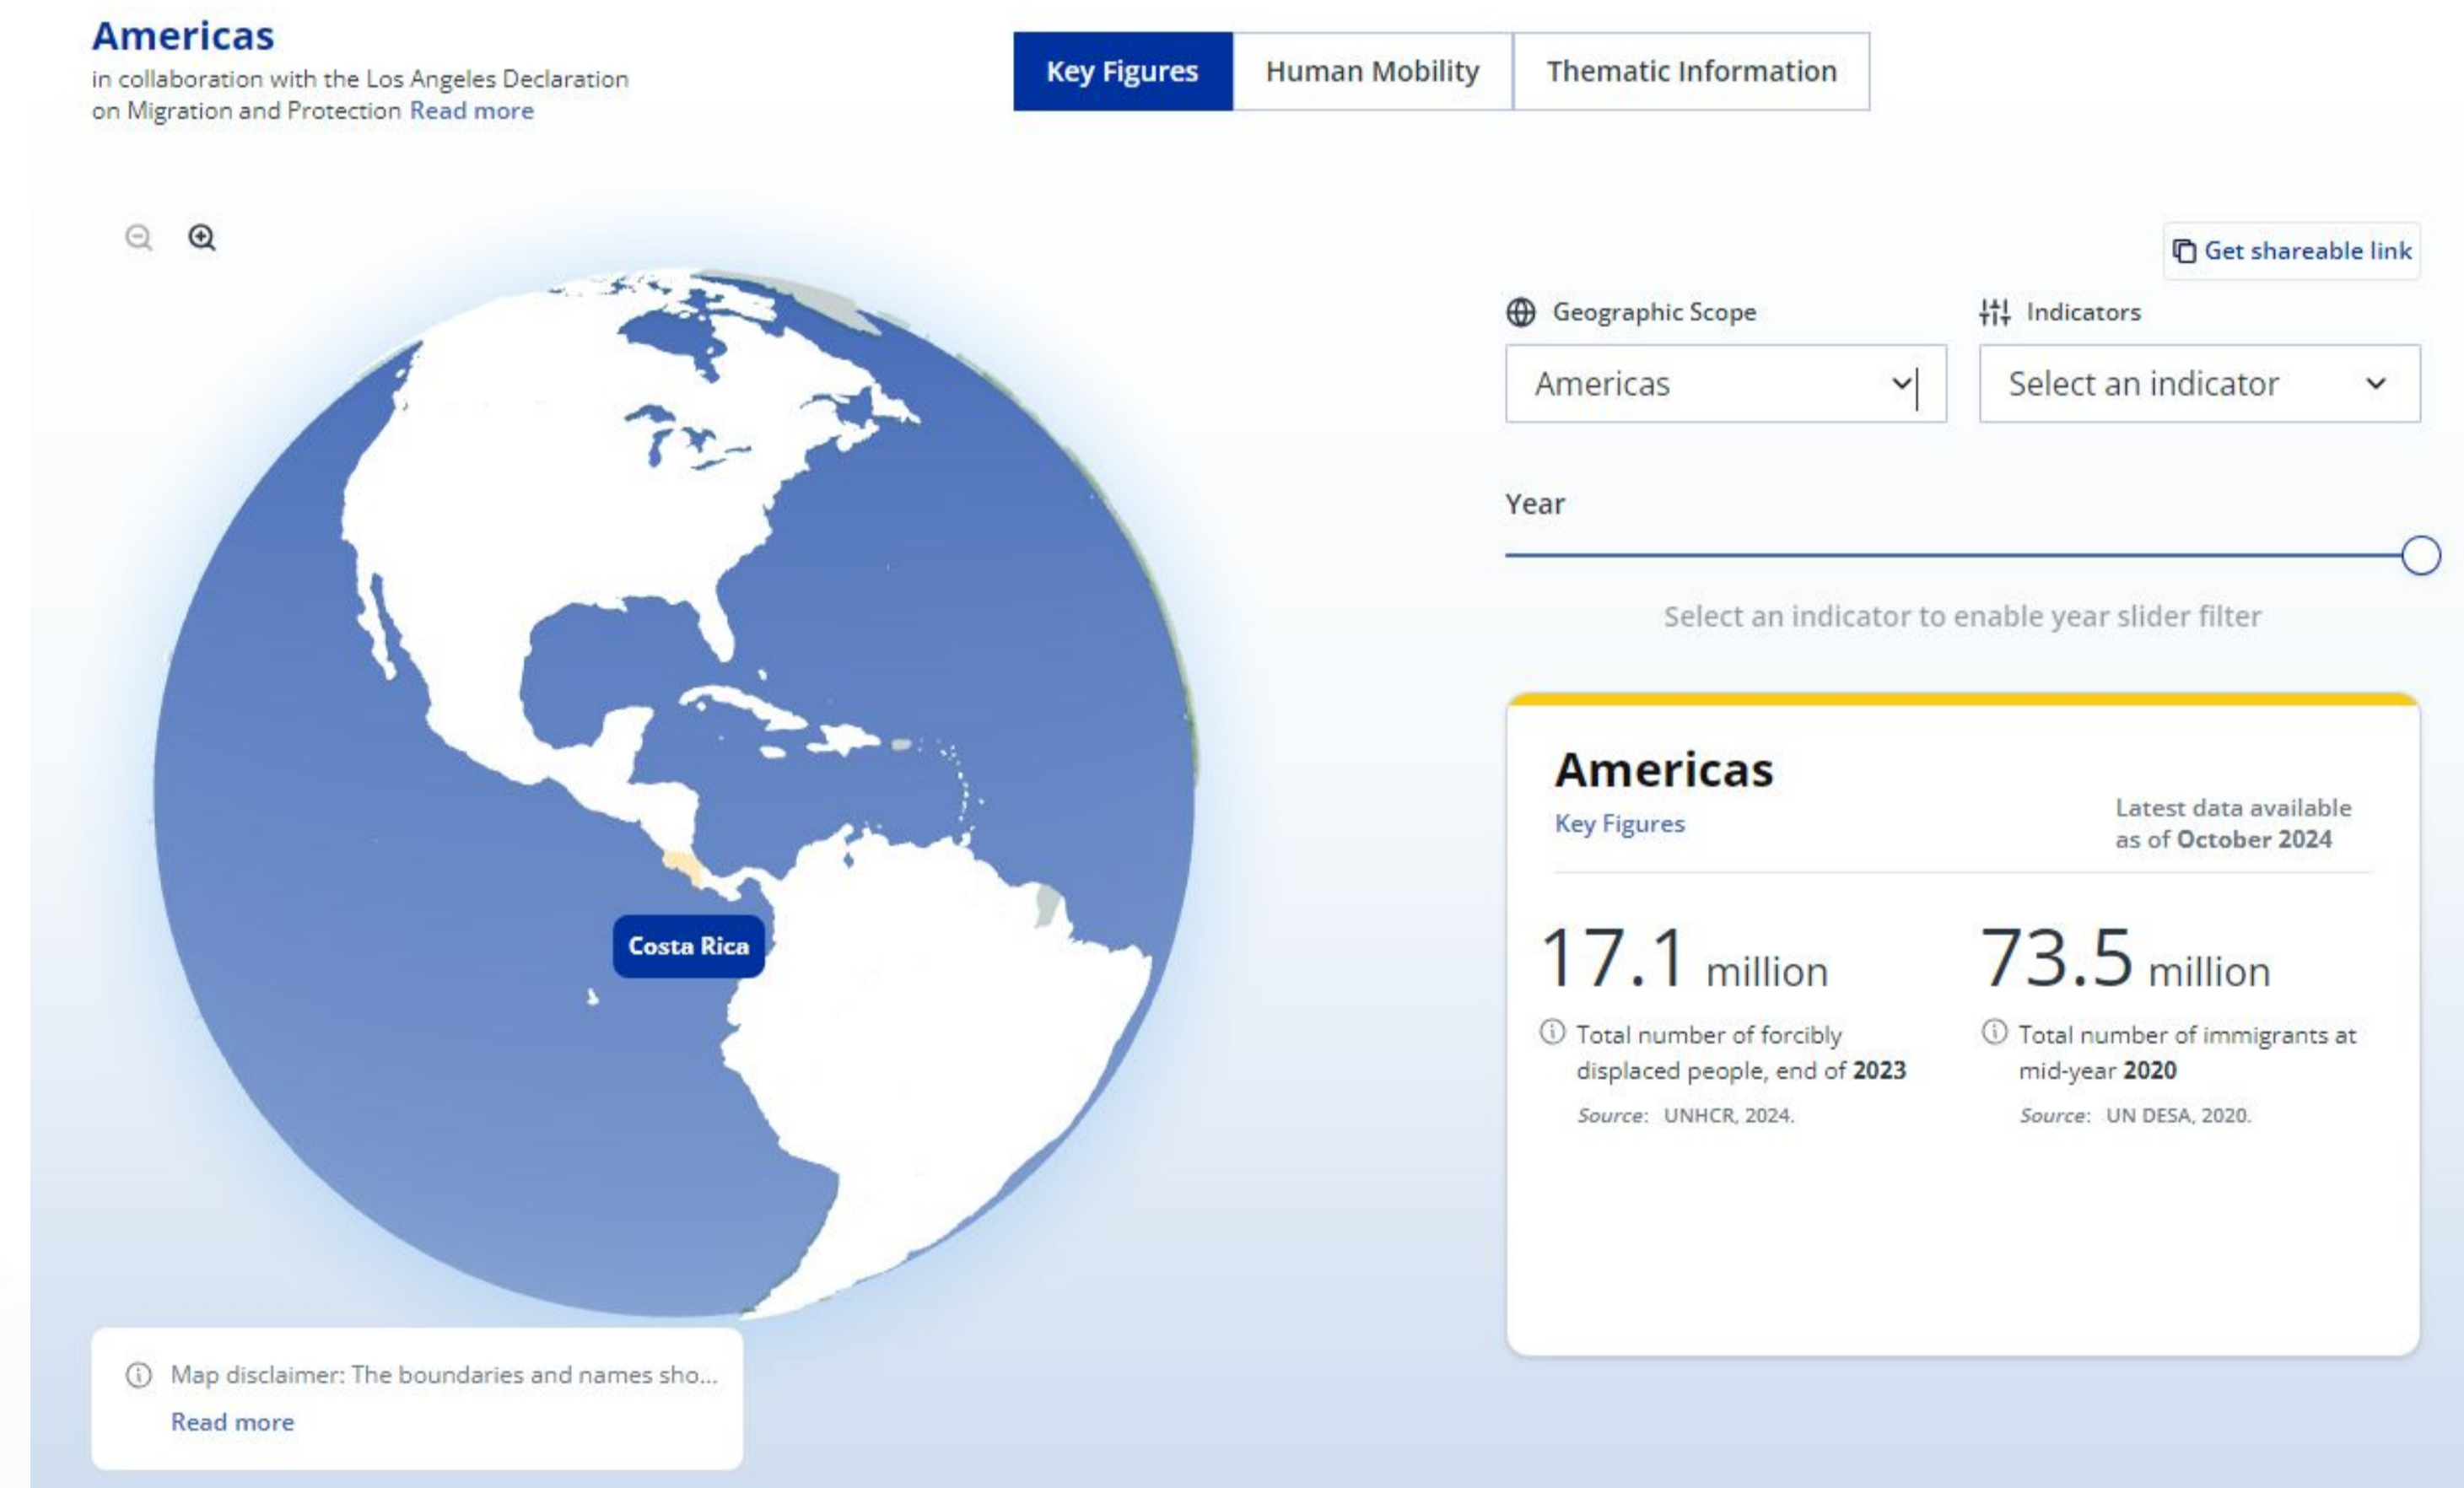 Americas
in collaboration with the Los Angeles Declaration
on Migration and Protection Read more
Key Figures
Human Mobility
Thematic Information
Get shareable link
Geographic Scope
Indicators
Americas
Select an indicator
Year
Select an indicator to enable year slider filter
Costa Rica
Americas
Key Figures
Latest data available
as of October 2024
17.1 million
Total number of forcibly
displaced people, end of 2023
Source: UNHCR, 2024.
73.5 million
Total number of immigrants at
mid-year 2020
Source: UN DESA, 2020.
Map disclaimer: The boundaries and names sho...
Read more